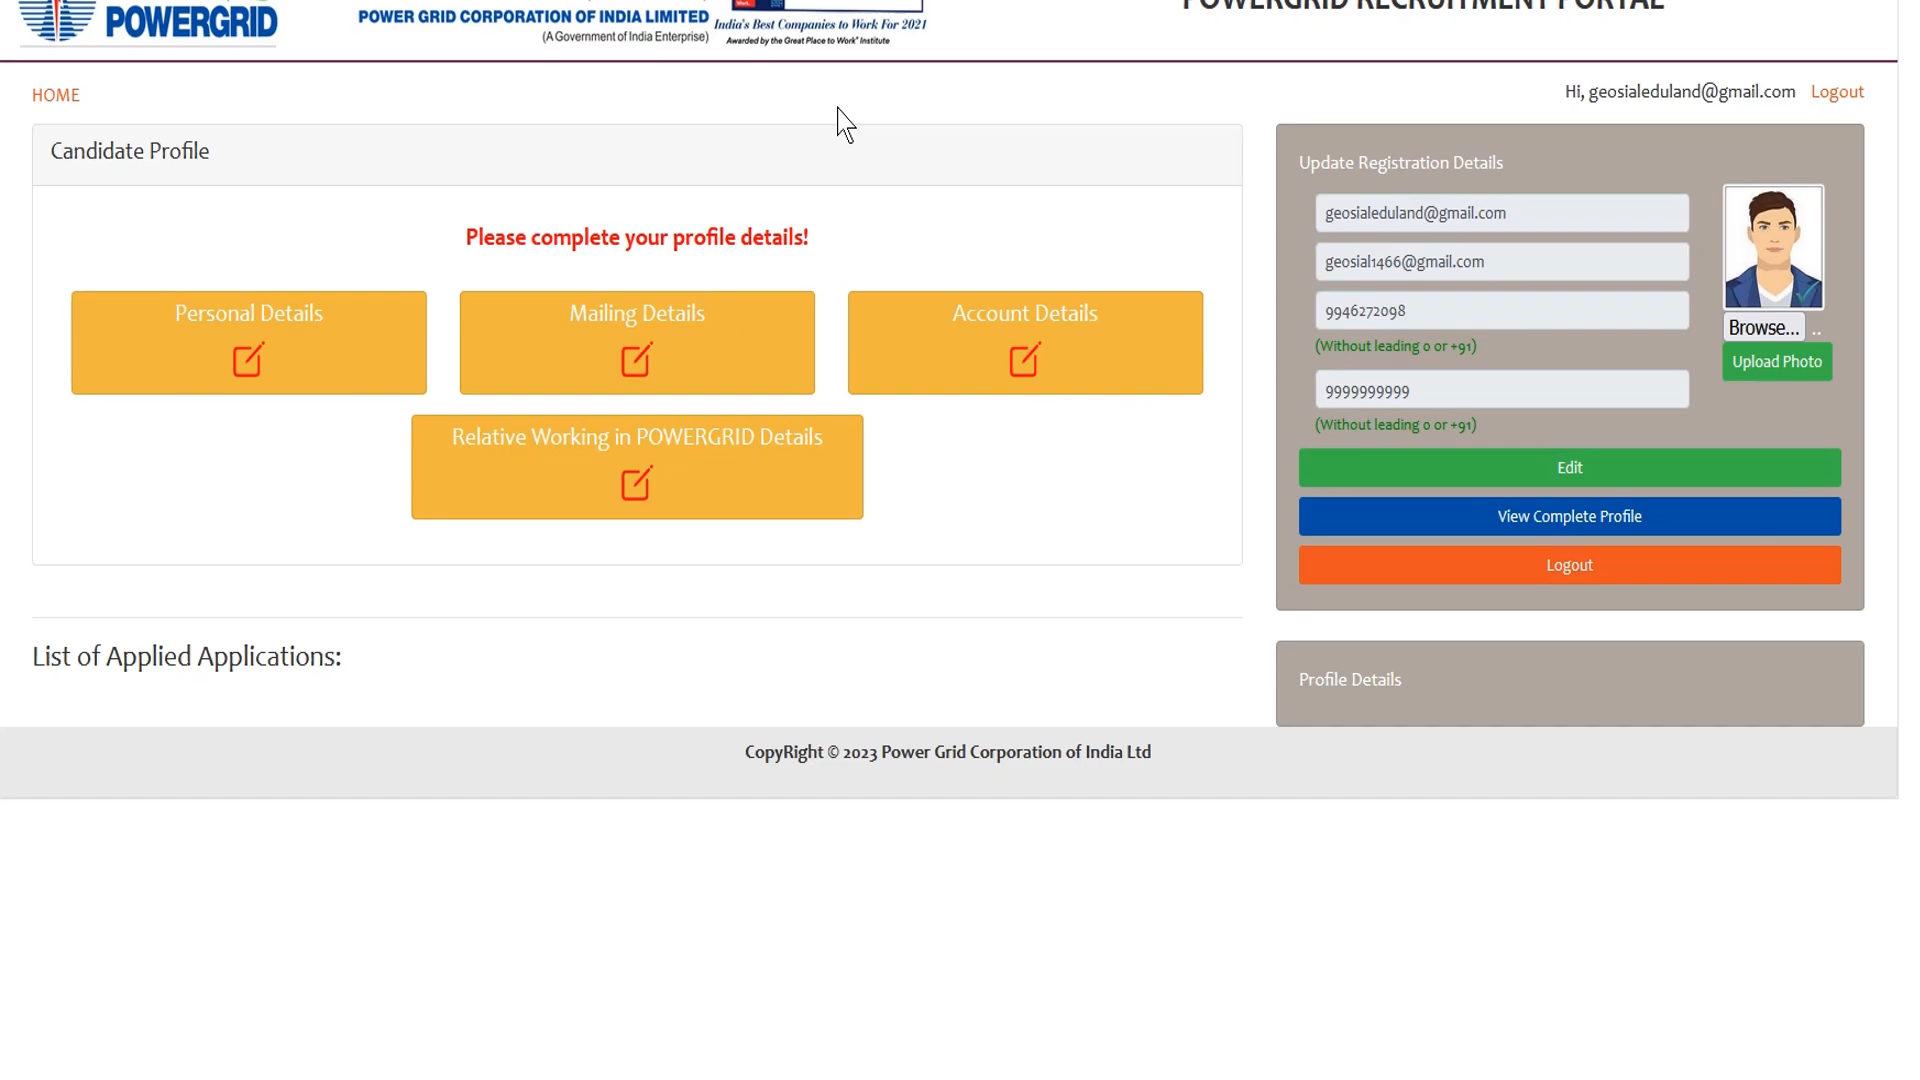 POWERGRID
POWER GRID CORPORATION OF INDIA LIMITED
(A Government of India Enterprise)
India's Best Companies to Work For 2021
Awarded by the Great Place to Work® Institute
POWERGRID RECRUITMENT PORTAL
HOME
Hi, geosialeduland@gmail.com Logout
Candidate Profile
Please complete your profile details!
Personal Details
Mailing Details
Account Details
Relative Working in POWERGRID Details
List of Applied Applications:
Update Registration Details
geosialeduland@gmail.com
geosial1466@gmail.com
9946272098
(Without leading 0 or +91)
9999999999
(Without leading 0 or +91)
Browse... ..
Upload Photo
Edit
View Complete Profile
Logout
Profile Details
CopyRight © 2023 Power Grid Corporation of India Ltd